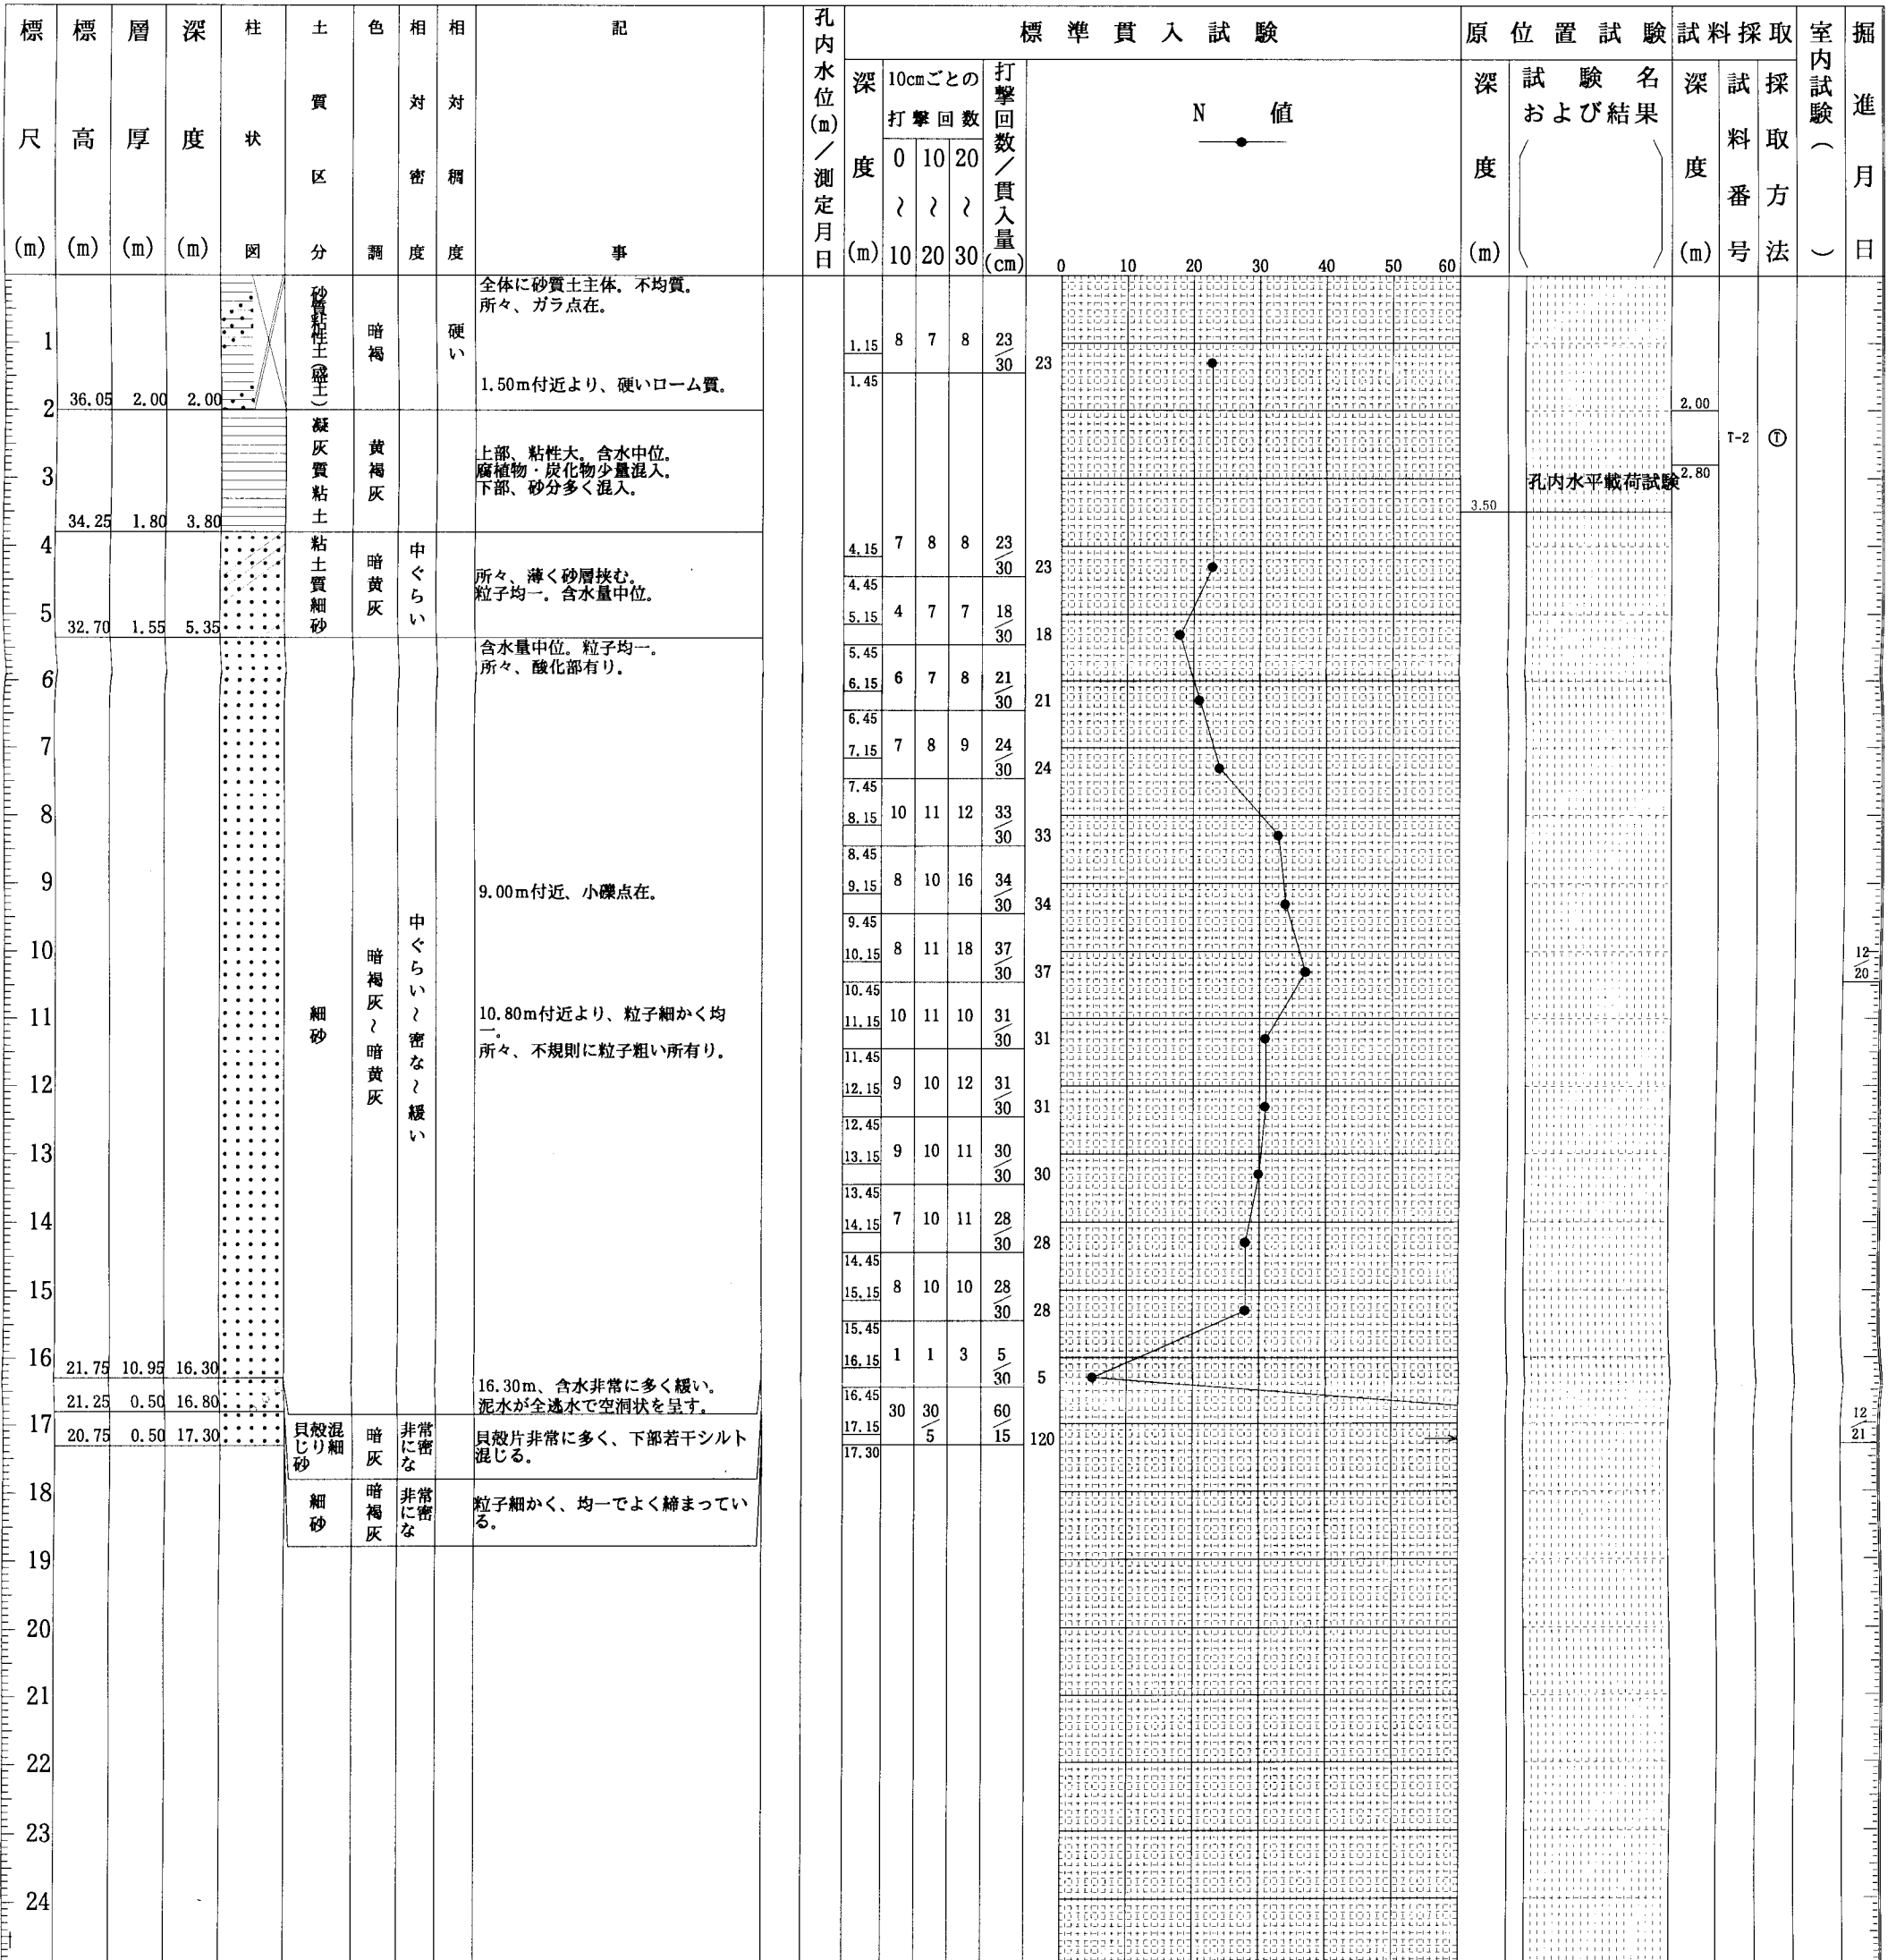 標尺(m)
標高(m)
層厚(m)
深度(m)
柱状図
土質区分
色調
相対密度
相対稠度
記事
孔内水位(m)/測定月日
標準貫入試験
深度(m)
10cmごとの打撃回数
0~10 10~20 20~30
打撃回数/貫入量(cm)
N値
0 10 20 30 40 50 60
原位置試験
深度(m)
試験名および結果
試料採取
深度(m)
試料番号
採取方法
室内試験( )
掘進月日
1
2
3
4
5
6
7
8
9
10
11
12
13
14
15
16
17
18
19
20
21
22
23
24
36.05 2.00 2.00
34.25 1.80 3.80
32.70 1.55 5.35
21.75 10.95 16.30
21.25 0.50 16.80
20.75 0.50 17.30
砂質粘性土(盛土)
暗褐
硬い
全体に砂質土主体。不均質。
所々、ガラ点在。
1.50m付近より、硬いローム質。
凝灰質粘土
黄褐灰
上部、粘性大。含水中位。
腐植物・炭化物少量混入。
下部、砂分多く混入。
粘土質細砂
暗黄灰
中ぐらい
所々、薄く砂層挟む。
粒子均一。含水量中位。
細砂
暗褐灰~暗黄灰
中ぐらい~密な~緩い
含水量中位。粒子均一。
所々、酸化部有り。
9.00m付近、小礫点在。
10.80m付近より、粒子細かく均
一。
所々、不規則に粒子粗い所有り。
16.30m、含水非常に多く緩い。
泥水が全逃水で空洞状を呈す。
貝殻混
じり細
砂
暗灰
非常に密な
貝殻片非常に多く、下部若干シルト
混じる。
細砂
暗褐灰
非常に密な
粒子細かく、均一でよく締まってい
る。
1.15 8 7 8 23/30 23
1.45
4.15 7 8 8 23/30 23
4.45
5.15 4 7 7 18/30 18
5.45
6.15 6 7 8 21/30 21
6.45
7.15 7 8 9 24/30 24
7.45
8.15 10 11 12 33/30 33
8.45
9.15 8 10 16 34/30 34
9.45
10.15 8 11 18 37/30 37
10.45
11.15 10 11 10 31/30 31
11.45
12.15 9 10 12 31/30 31
12.45
13.15 9 10 11 30/30 30
13.45
14.15 7 10 11 28/30 28
14.45
15.15 8 10 10 28/30 28
15.45
16.15 1 1 3 5/30 5
16.45
17.15 30 30/5 60/15 120
17.30
3.50
孔内水平載荷試験
2.00
2.80
T-2 Ⓣ
12/20
12/21